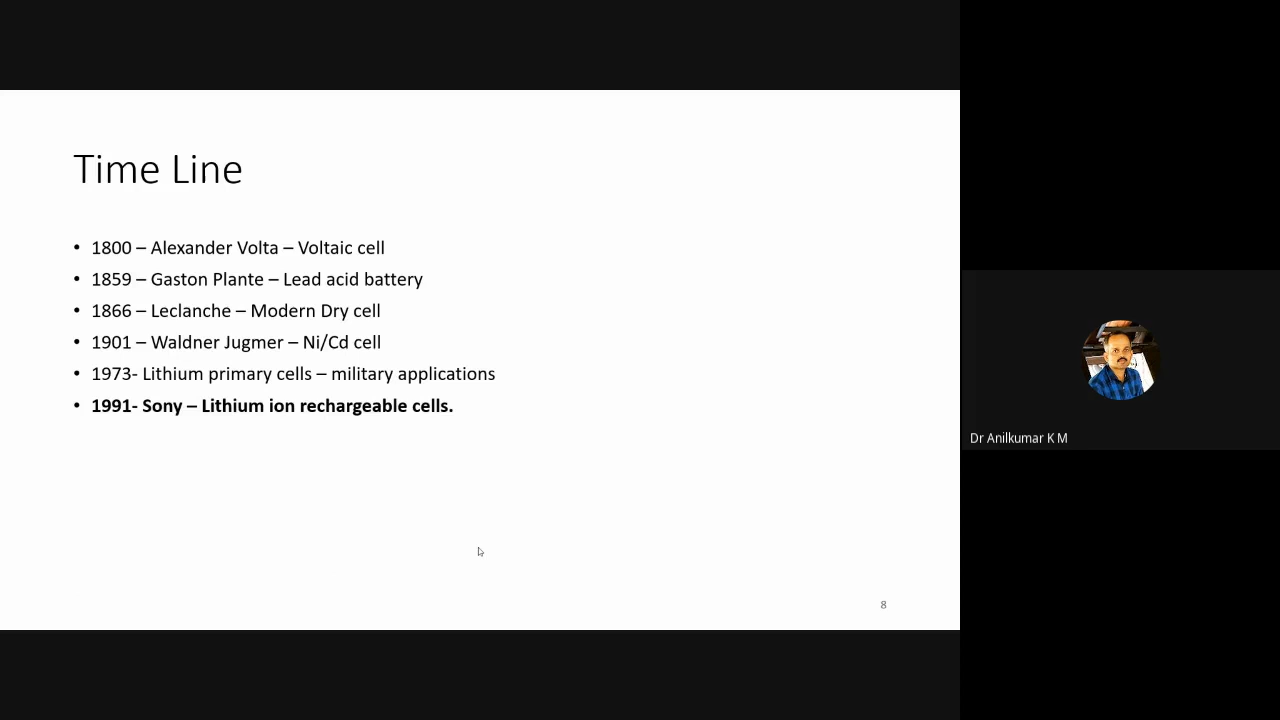 Time Line
• 1800 – Alexander Volta – Voltaic cell
• 1859 – Gaston Plante – Lead acid battery
• 1866 – Leclanche – Modern Dry cell
• 1901 – Waldner Jugmer – Ni/Cd cell
• 1973- Lithium primary cells – military applications
• 1991- Sony – Lithium ion rechargeable cells.
8
Dr Anilkumar K M